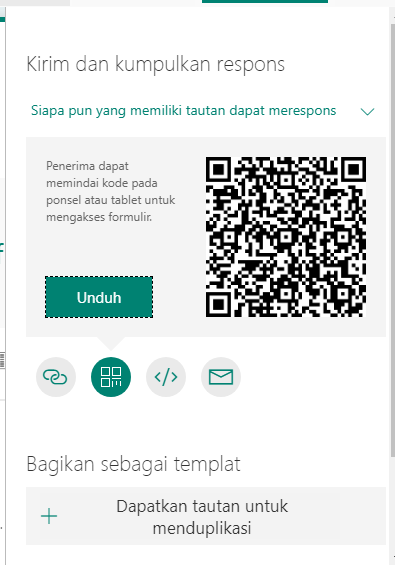 Kirim dan kumpulkan respons
Siapa pun yang memiliki tautan dapat merespons
Penerima dapat
memindai kode pada
ponsel atau tablet untuk
mengakses formulir.
Unduh
Bagikan sebagai templat
Dapatkan tautan untuk
menduplikasi